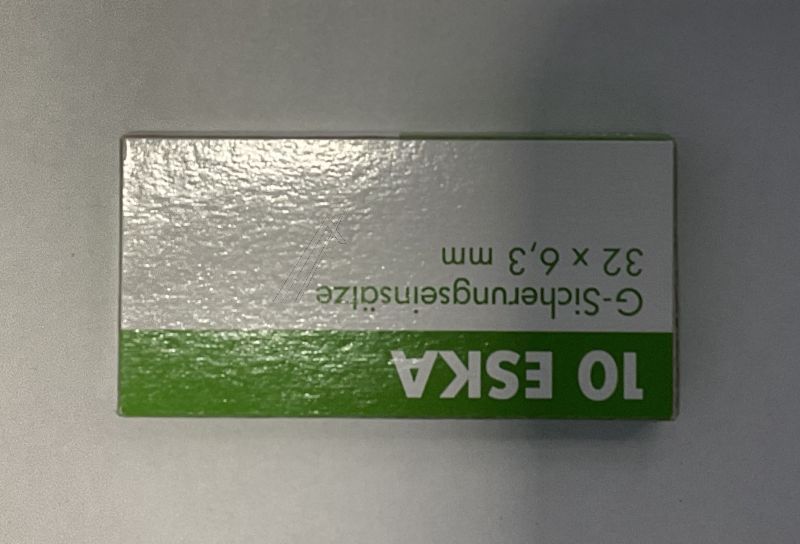 10 ESKA
G-Sicherungseinsätze
32 x 6,3 mm